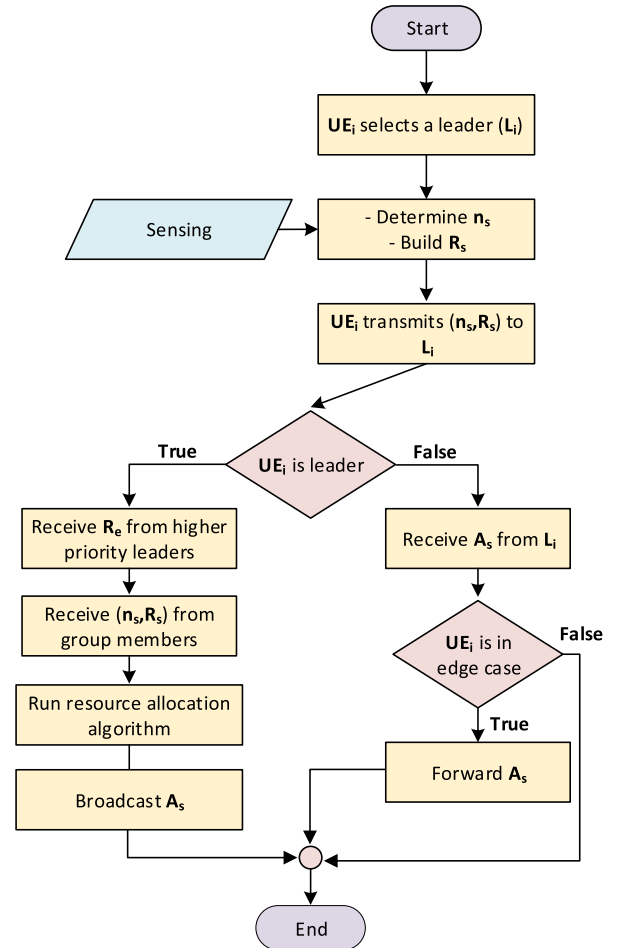 Start
UEi selects a leader (Li)
Sensing
- Determine ns
- Build Rs
UEi transmits (ns,Rs) to
Li
UEi is leader
True
False
Receive Re from higher
priority leaders
Receive As from Li
Receive (ns,Rs) from
group members
UEi is in
edge case
False
True
Run resource allocation
algorithm
Forward As
Broadcast As
End